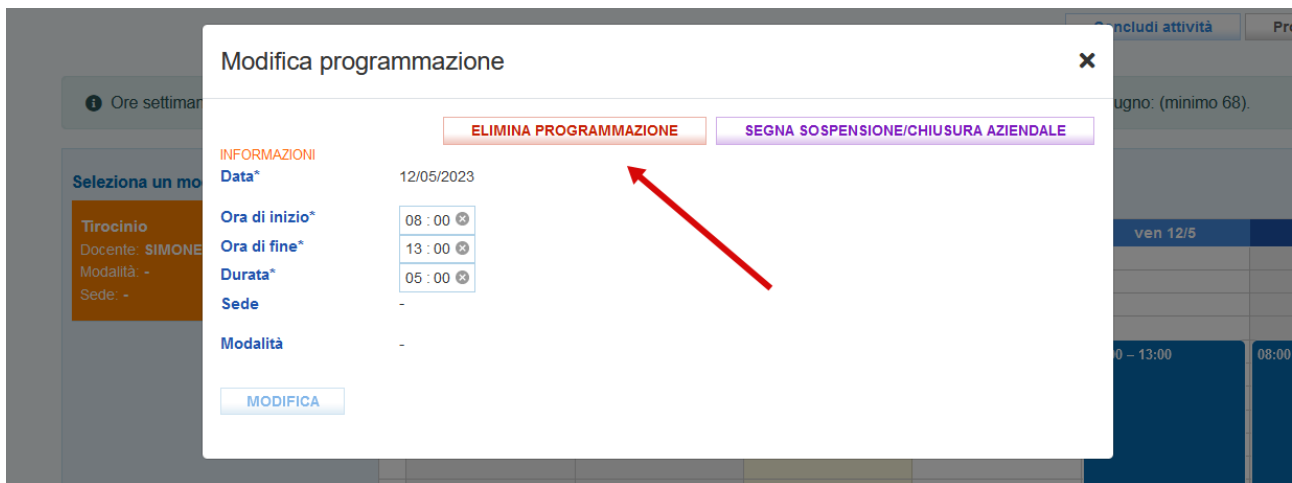 Concludi attività
Modifica programmazione
Ore settimar
ugno: (minimo 68).
ELIMINA PROGRAMMAZIONE
SEGNA SOSPENSIONE/CHIUSURA AZIENDALE
INFORMAZIONI
Seleziona un mo
Data*
12/05/2023
Ora di inizio*
08 : 00
Tirocinio
ven 12/5
Ora di fine*
13 : 00
Docente: SIMONE
Modalità: -
Durata*
05 : 00
Sede: -
Sede
-
Modalità
-
0 – 13:00
08:00
MODIFICA